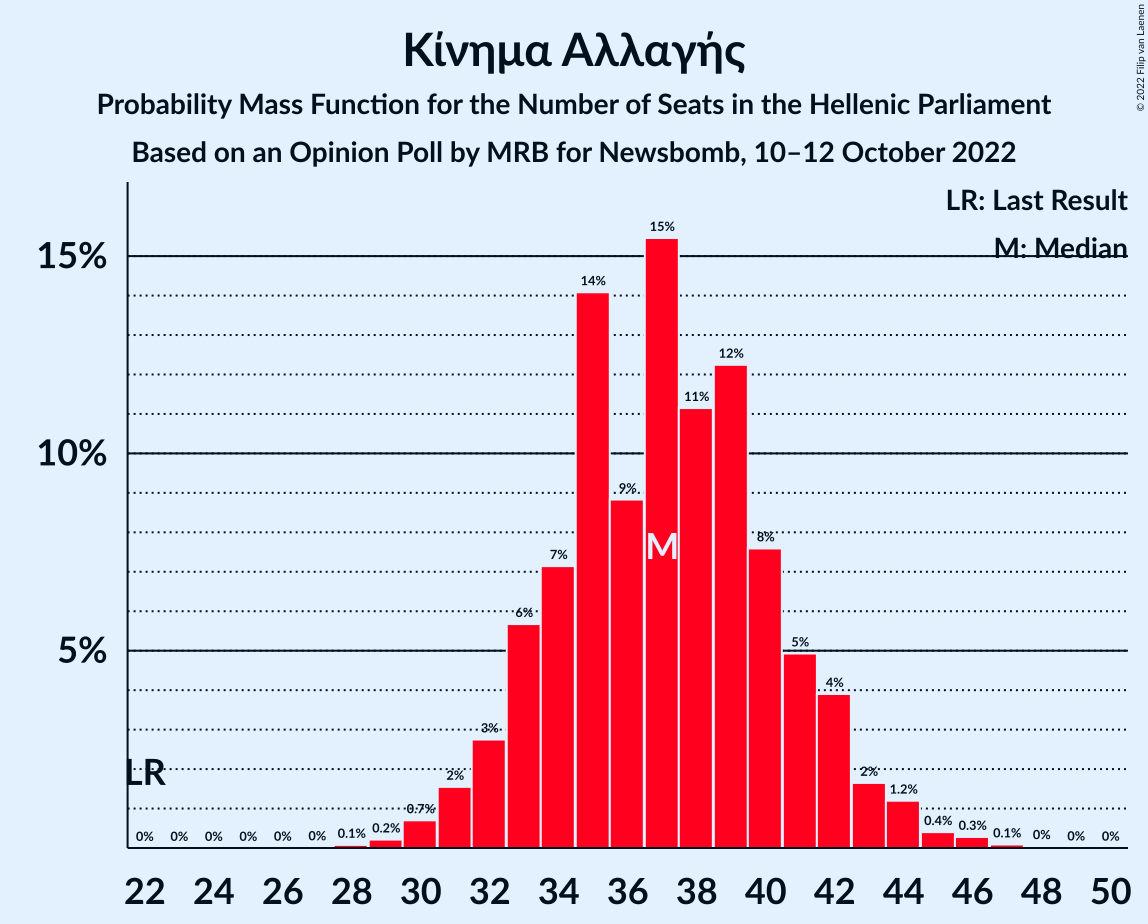 Κίνημα Αλλαγής
Probability Mass Function for the Number of Seats in the Hellenic Parliament
Based on an Opinion Poll by MRB for Newsbomb, 10–12 October 2022
© 2022 Filip van Laenen
LR: Last Result
M: Median
15%
10%
5%
LR
M
0% 0% 0% 0% 0% 0% 0.1% 0.2% 0.7% 2% 3% 6% 7% 14% 9% 15% 11% 12% 8% 5% 4% 2% 1.2% 0.4% 0.3% 0.1% 0% 0% 0%
22 24 26 28 30 32 34 36 38 40 42 44 46 48 50